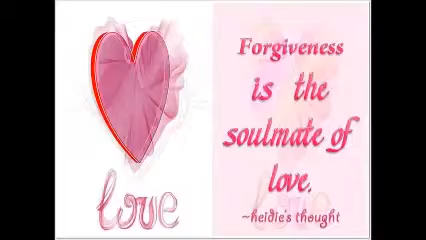 love
Forgiveness
is the
soulmate of
love.
~heidie's thought